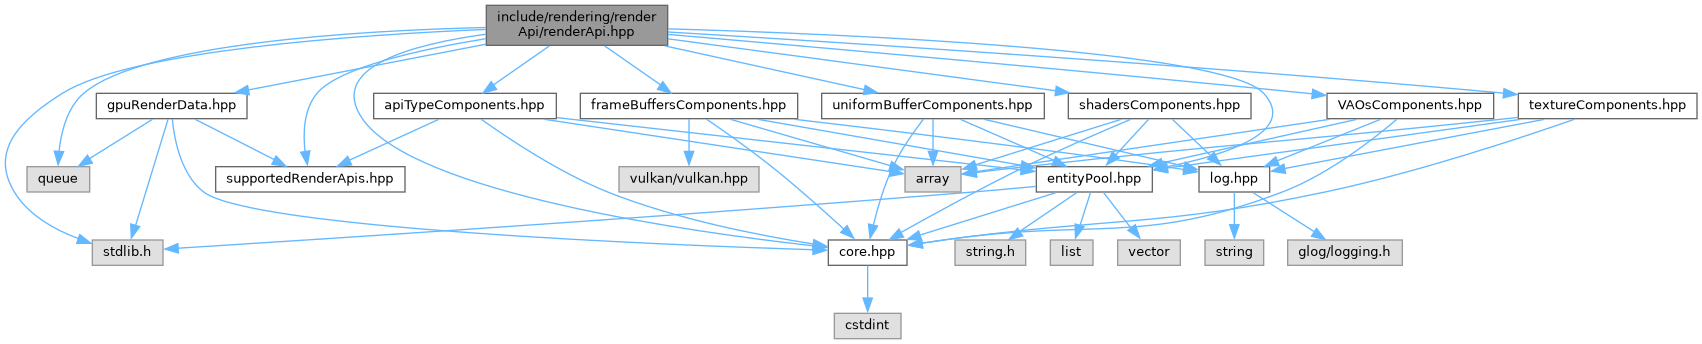 include/rendering/render
Api/renderApi.hpp
gpuRenderData.hpp
apiTypeComponents.hpp
frameBuffersComponents.hpp
uniformBufferComponents.hpp
shadersComponents.hpp
VAOsComponents.hpp
textureComponents.hpp
queue
supportedRenderApis.hpp
vulkan/vulkan.hpp
array
entityPool.hpp
log.hpp
stdlib.h
core.hpp
string.h
list
vector
string
glog/logging.h
cstdint